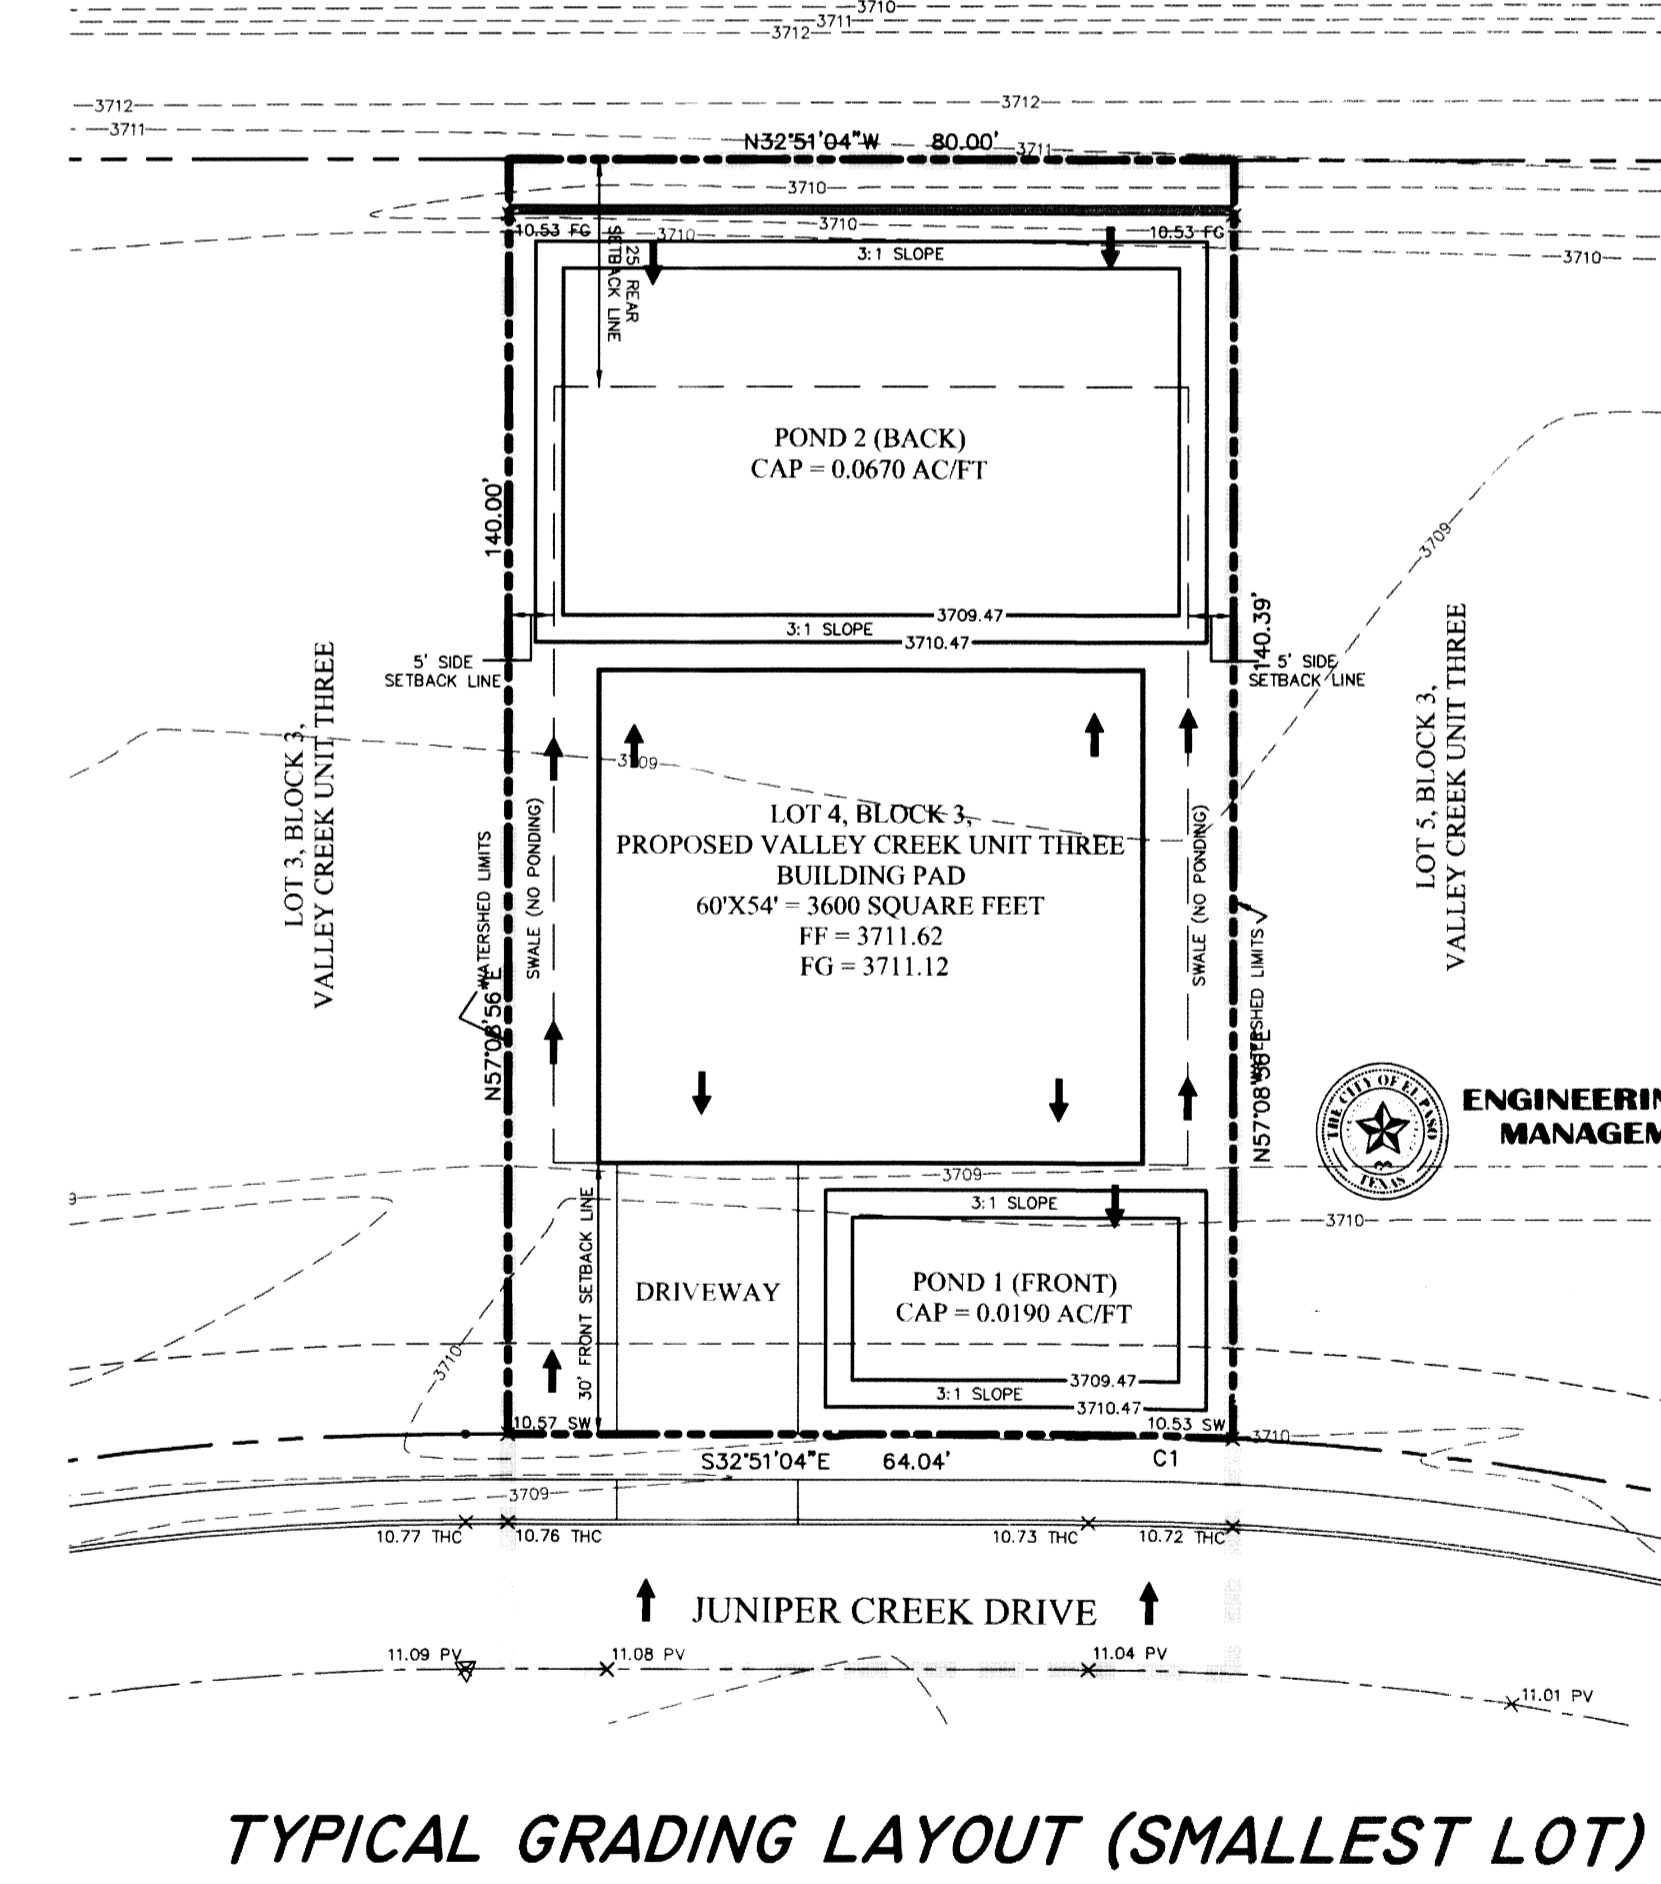 3710
3711
3712
3712
3712
3711
N32°51'04"W 80.00'
3711
3710
3710
10.53 FG
3710
10.53 FG
3:1 SLOPE
3710
25' REAR
SETBACK LINE
POND 2 (BACK)
CAP = 0.0670 AC/FT
140.00'
3709
3709.47
3:1 SLOPE
3710.47
140.39'
5' SIDE
SETBACK LINE
5' SIDE
SETBACK LINE
LOT 3, BLOCK 3,
VALLEY CREEK UNIT THREE
LOT 5, BLOCK 3,
VALLEY CREEK UNIT THREE
3709
LOT 4, BLOCK 3,
PROPOSED VALLEY CREEK UNIT THREE
BUILDING PAD
60'X54' = 3600 SQUARE FEET
FF = 3711.62
FG = 3711.12
WATERSHED LIMITS
SWALE (NO PONDING)
SWALE (NO PONDING)
WATERSHED LIMITS
N57°08'56"E
N57°08'56"E
THE CITY OF EL PASO
TEXAS
ENGINEERIN
MANAGEM
3709
9
3:1 SLOPE
3710
30' FRONT SETBACK LINE
DRIVEWAY
POND 1 (FRONT)
CAP = 0.0190 AC/FT
3710
3709.47
3:1 SLOPE
3710.47
10.57 SW
10.53 SW
3710
S32°51'04"E 64.04' C1
3709
10.77 THC
10.76 THC
10.73 THC
10.72 THC
JUNIPER CREEK DRIVE
11.09 PV
11.08 PV
11.04 PV
11.01 PV
TYPICAL GRADING LAYOUT (SMALLEST LOT)